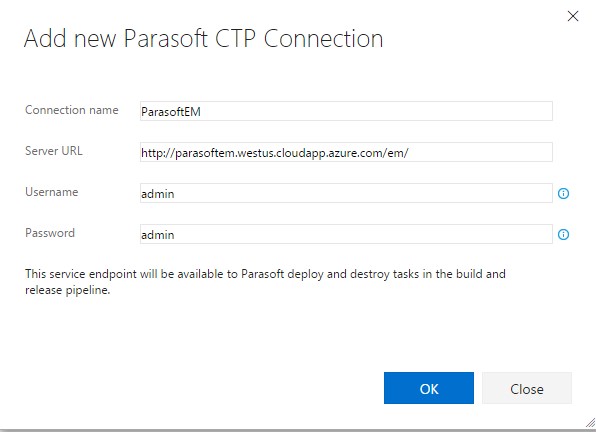 Add new Parasoft CTP Connection
Connection name
ParasoftEM
Server URL
http://parasoftem.westus.cloudapp.azure.com/em/
Username
admin
Password
admin
This service endpoint will be available to Parasoft deploy and destroy tasks in the build and
release pipeline.
OK
Close